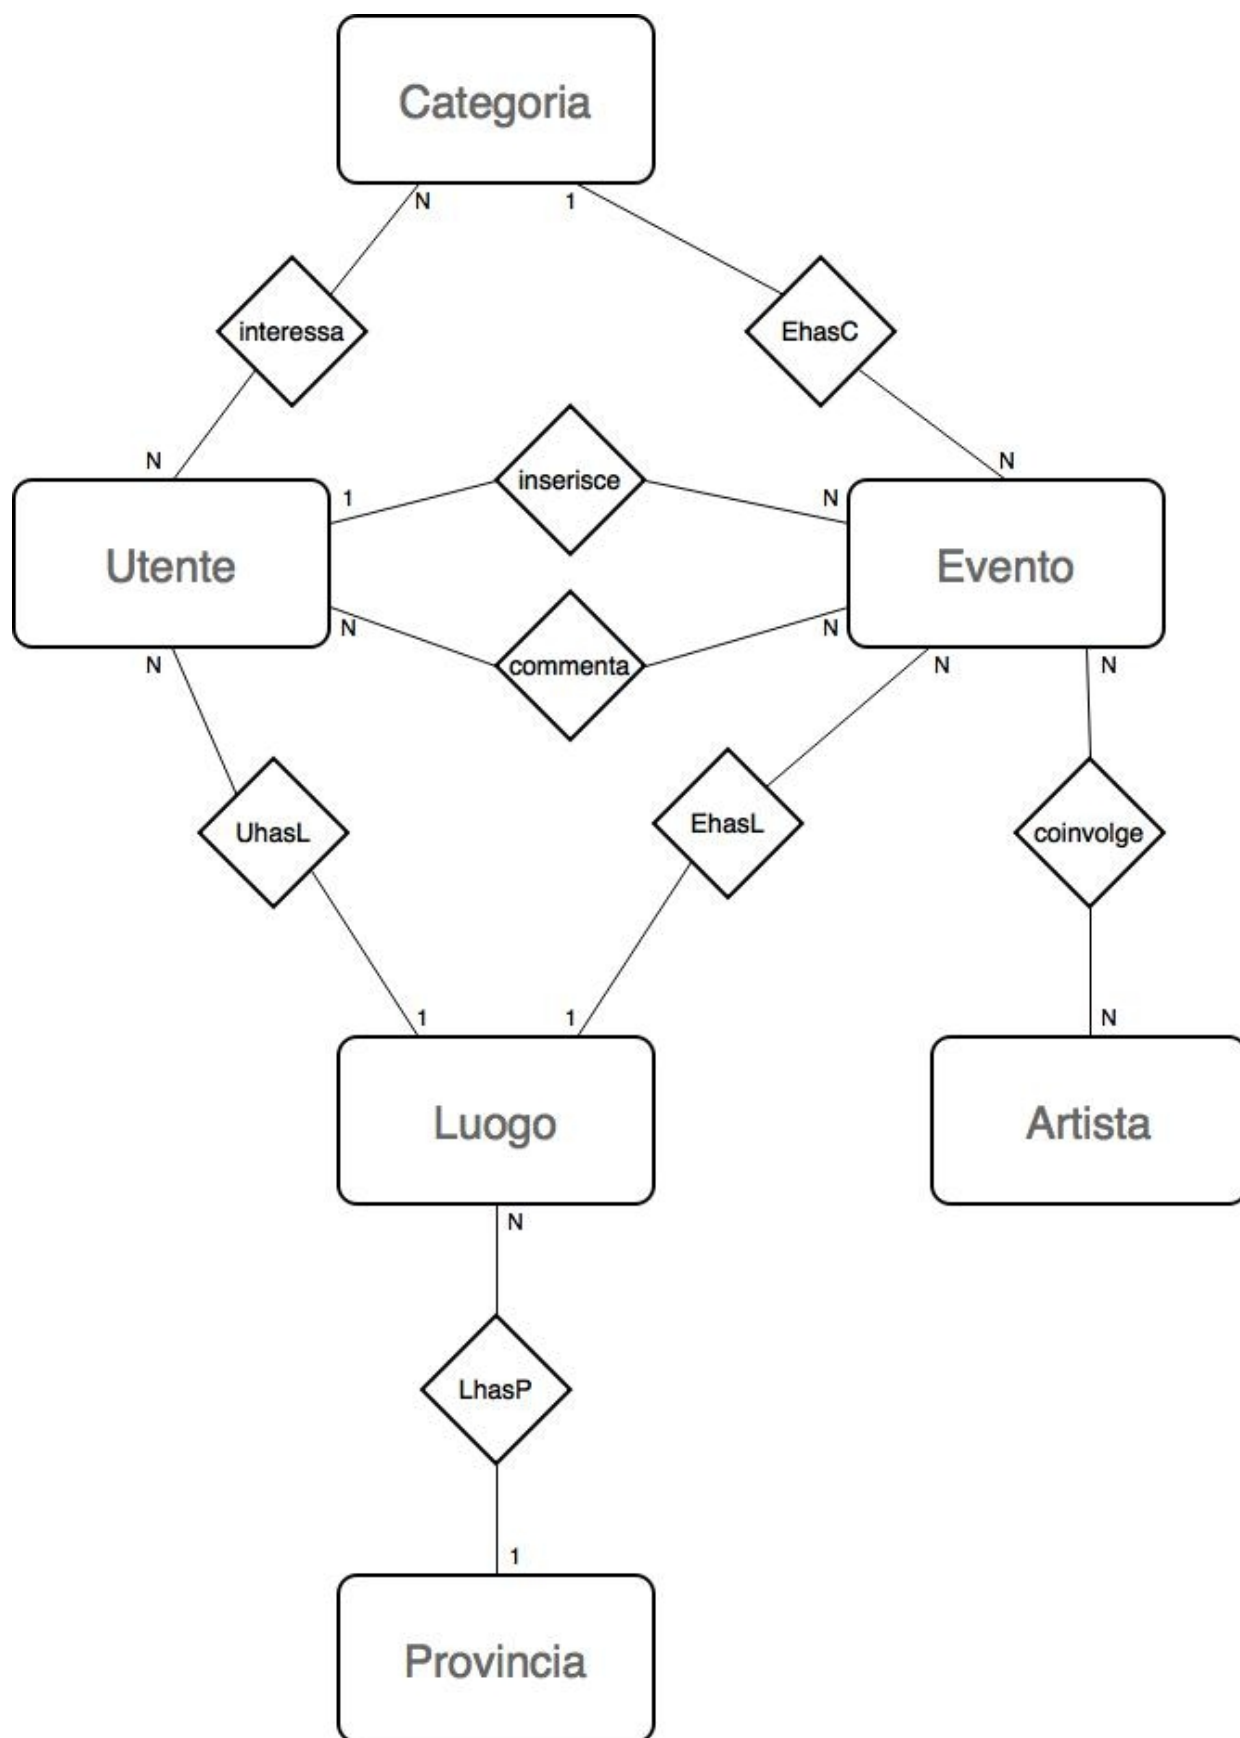 Categoria
N 1
interessa EhasC
N N
1 inserisce N
Utente Evento
N commenta N
N N N
UhasL EhasL coinvolge
1 1 N
Luogo Artista
N
LhasP
1
Provincia